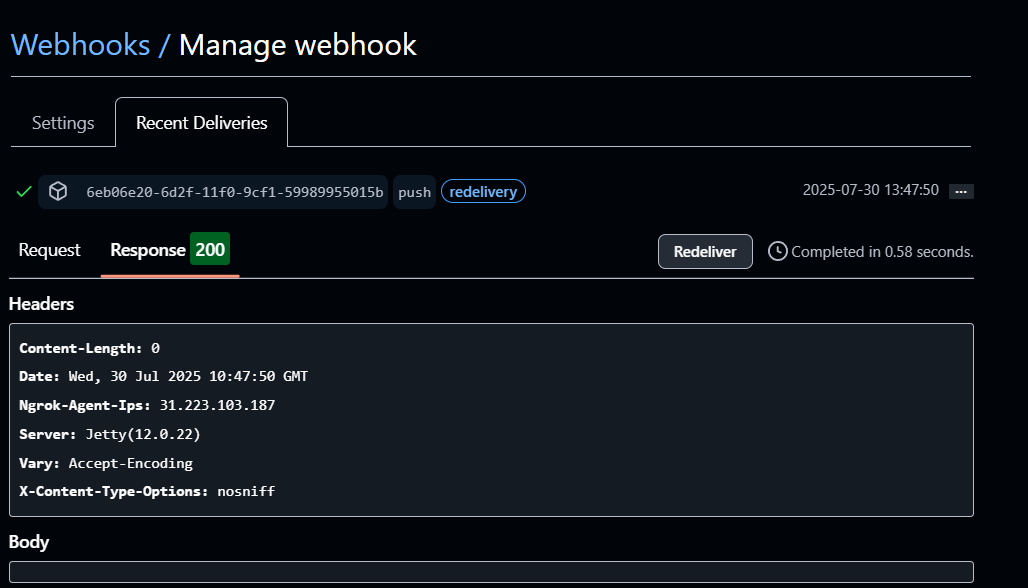 Webhooks / Manage webhook
Settings
Recent Deliveries
6eb06e20-6d2f-11f0-9cf1-59989955015b push redelivery 2025-07-30 13:47:50 ...
Request Response 200 Redeliver Completed in 0.58 seconds.
Headers
Content-Length: 0
Date: Wed, 30 Jul 2025 10:47:50 GMT
Ngrok-Agent-Ips: 31.223.103.187
Server: Jetty(12.0.22)
Vary: Accept-Encoding
X-Content-Type-Options: nosniff
Body